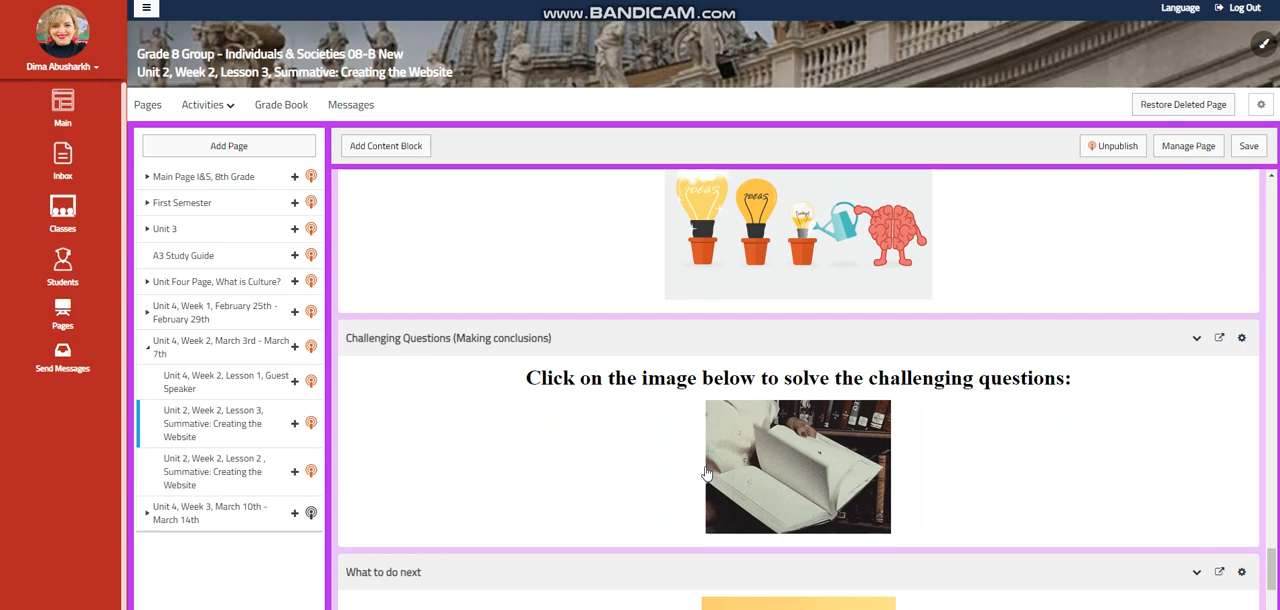 www.BANDICAM.com
Language
Log Out
Dima Abusharkh
Grade 8 Group - Individuals & Societies 08-B New
Unit 2, Week 2, Lesson 3, Summative: Creating the Website
Pages
Activities
Grade Book
Messages
Restore Deleted Page
Main
Inbox
Classes
Students
Pages
Send Messages
Add Page
Main Page I&S, 8th Grade
First Semester
Unit 3
A3 Study Guide
Unit Four Page, What is Culture?
Unit 4, Week 1, February 25th -
February 29th
Unit 4, Week 2, March 3rd - March
7th
Unit 4, Week 2, Lesson 1, Guest
Speaker
Unit 2, Week 2, Lesson 3,
Summative: Creating the
Website
Unit 2, Week 2, Lesson 2 ,
Summative: Creating the
Website
Unit 4, Week 3, March 10th -
March 14th
Add Content Block
Unpublish
Manage Page
Save
ideas
ideas
Challenging Questions (Making conclusions)
Click on the image below to solve the challenging questions:
What to do next